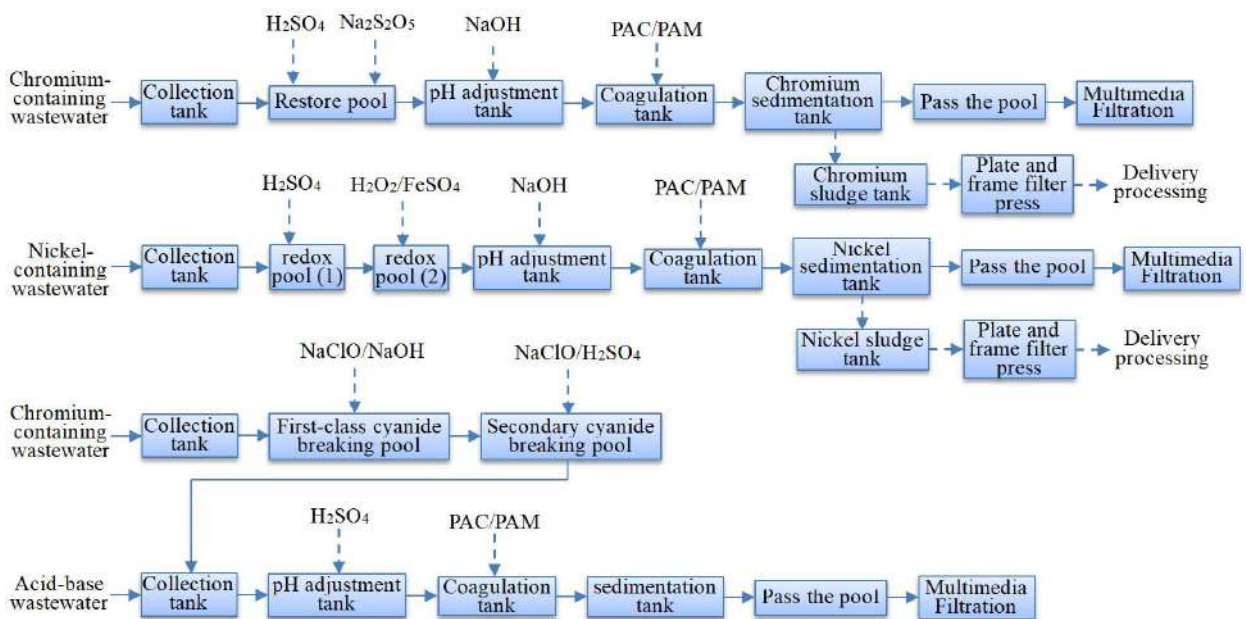 H2SO4
Na2S2O5
NaOH
PAC/PAM
Chromium-
containing
wastewater
Collection
tank
Restore pool
pH adjustment
tank
Coagulation
tank
Chromium
sedimentation
tank
Pass the pool
Multimedia
Filtration
Chromium
sludge tank
Plate and
frame filter
press
Delivery
processing
H2SO4
H2O2/FeSO4
NaOH
PAC/PAM
Nickel-
containing
wastewater
Collection
tank
redox
pool (1)
redox
pool (2)
pH adjustment
tank
Coagulation
tank
Nickel
sedimentation
tank
Pass the pool
Multimedia
Filtration
Nickel sludge
tank
Plate and
frame filter
press
Delivery
processing
NaClO/NaOH
NaClO/H2SO4
Chromium-
containing
wastewater
Collection
tank
First-class cyanide
breaking pool
Secondary cyanide
breaking pool
H2SO4
PAC/PAM
Acid-base
wastewater
Collection
tank
pH adjustment
tank
Coagulation
tank
sedimentation
tank
Pass the pool
Multimedia
Filtration